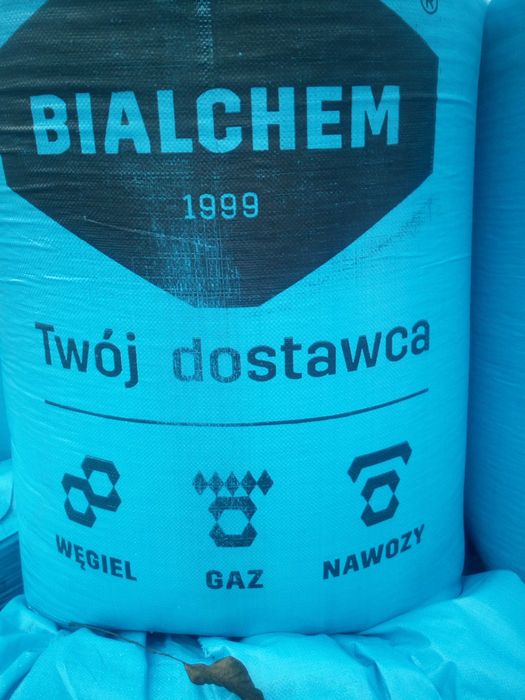 ®
BIALCHEM
1999
Twój dostawca
WĘGIEL
GAZ
NAWOZY